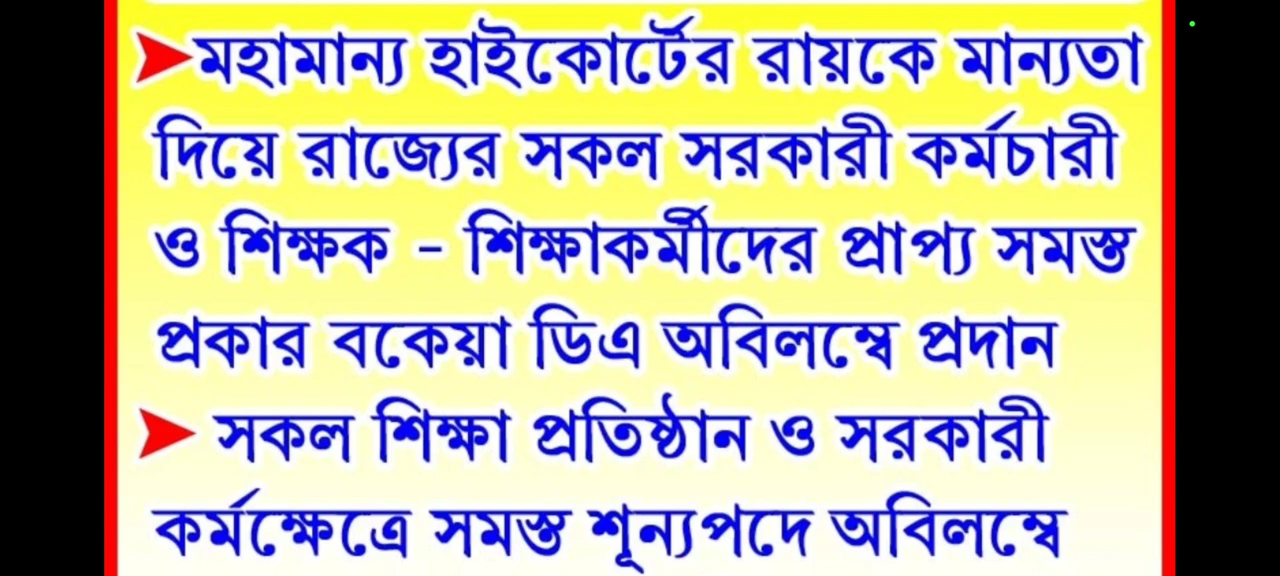 ➤মহামান্য হাইকোর্টের রায়কে মান্যতা
দিয়ে রাজ্যের সকল সরকারী কর্মচারী
ও শিক্ষক - শিক্ষাকর্মীদের প্রাপ্য সমস্ত
প্রকার বকেয়া ডিএ অবিলম্বে প্রদান
➤ সকল শিক্ষা প্রতিষ্ঠান ও সরকারী
কর্মক্ষেত্রে সমস্ত শূন্যপদে অবিলম্বে